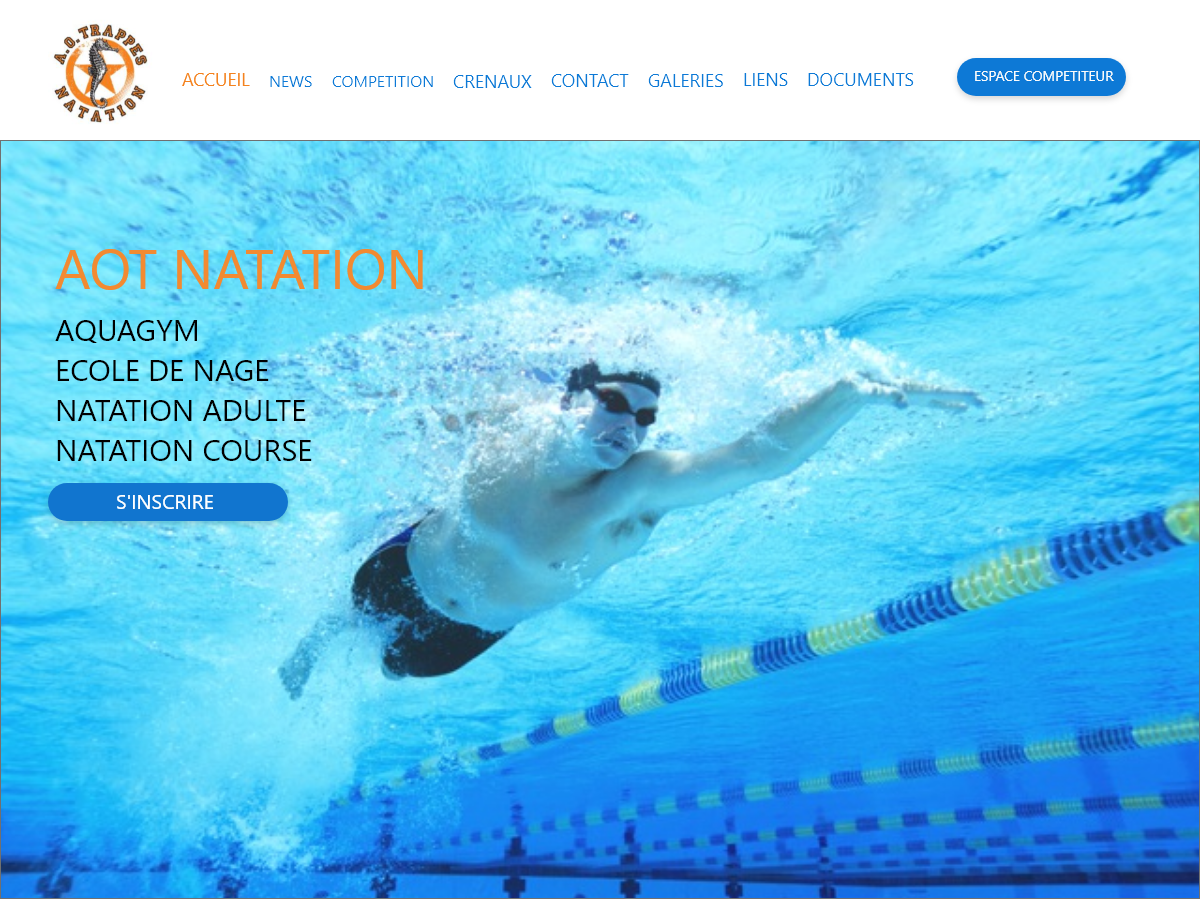 A.O. TRAPPES
NATATION
ACCUEIL NEWS COMPETITION CRENAUX CONTACT GALERIES LIENS DOCUMENTS ESPACE COMPETITEUR
AOT NATATION
AQUAGYM
ECOLE DE NAGE
NATATION ADULTE
NATATION COURSE
S'INSCRIRE